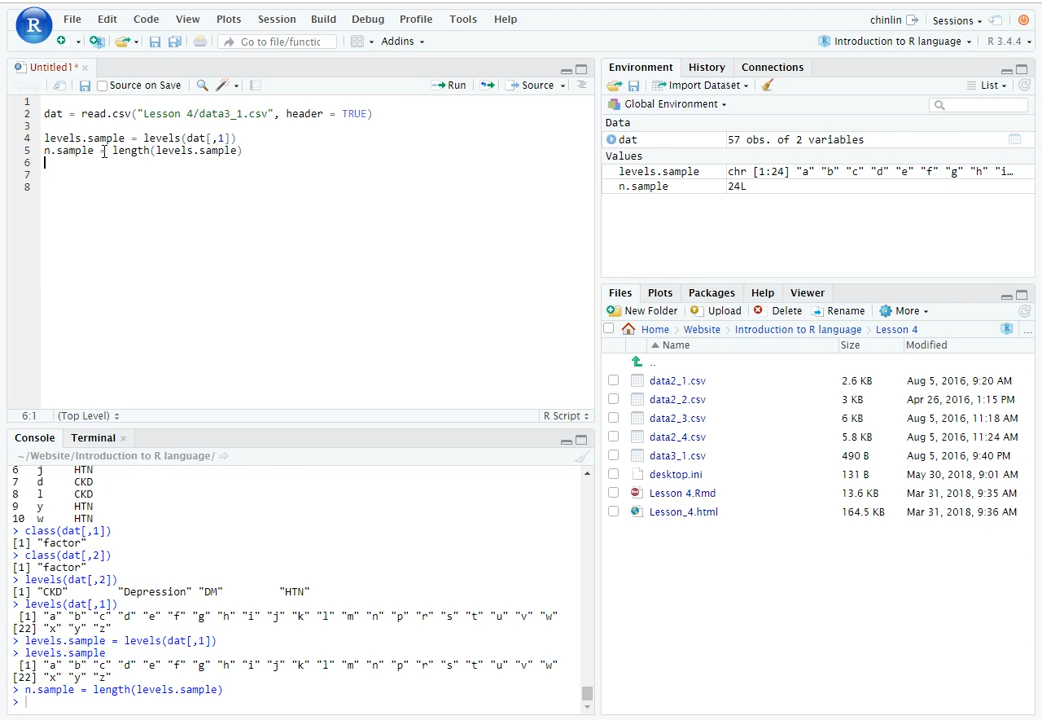 R File Edit Code View Plots Session Build Debug Profile Tools Help chinlin Sessions
Go to file/functic Addins Introduction to R language R 3.4.4
Untitled1* ×
Source on Save Run Source
1
2 dat = read.csv("Lesson 4/data3_1.csv", header = TRUE)
3
4 levels.sample = levels(dat[,1])
5 n.sample = length(levels.sample)
6
7
8
6:1 (Top Level) R Script
Console Terminal ×
~/Website/Introduction to R language/
6 j HTN
7 d CKD
8 l CKD
9 y HTN
10 w HTN
> class(dat[,1])
[1] "factor"
> class(dat[,2])
[1] "factor"
> levels(dat[,2])
[1] "CKD" "Depression" "DM" "HTN"
> levels(dat[,1])
[1] "a" "b" "c" "d" "e" "f" "g" "h" "i" "j" "k" "l" "m" "n" "p" "r" "s" "t" "u" "v" "w"
[22] "x" "y" "z"
> levels.sample = levels(dat[,1])
> levels.sample
[1] "a" "b" "c" "d" "e" "f" "g" "h" "i" "j" "k" "l" "m" "n" "p" "r" "s" "t" "u" "v" "w"
[22] "x" "y" "z"
> n.sample = length(levels.sample)
>
Environment History Connections
Import Dataset List
Global Environment
Data
dat 57 obs. of 2 variables
Values
levels.sample chr [1:24] "a" "b" "c" "d" "e" "f" "g" "h" "i…
n.sample 24L
Files Plots Packages Help Viewer
New Folder Upload Delete Rename More
Home Website Introduction to R language Lesson 4 ...
Name Size Modified
..
data2_1.csv 2.6 KB Aug 5, 2016, 9:20 AM
data2_2.csv 3 KB Apr 26, 2016, 1:15 PM
data2_3.csv 6 KB Aug 5, 2016, 11:18 AM
data2_4.csv 5.8 KB Aug 5, 2016, 11:24 AM
data3_1.csv 490 B Aug 5, 2016, 9:40 PM
desktop.ini 131 B May 30, 2018, 9:01 AM
Lesson 4.Rmd 13.6 KB Mar 31, 2018, 9:35 AM
Lesson_4.html 164.5 KB Mar 31, 2018, 9:36 AM